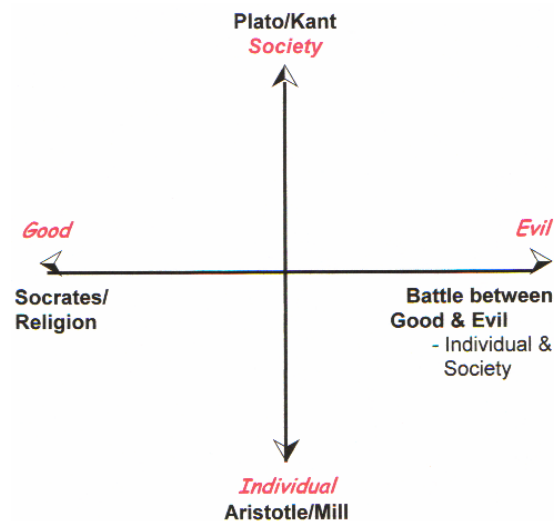 Plato/Kant
Society
Good
Evil
Socrates/
Religion
Battle between
Good & Evil
- Individual &
Society
Individual
Aristotle/Mill